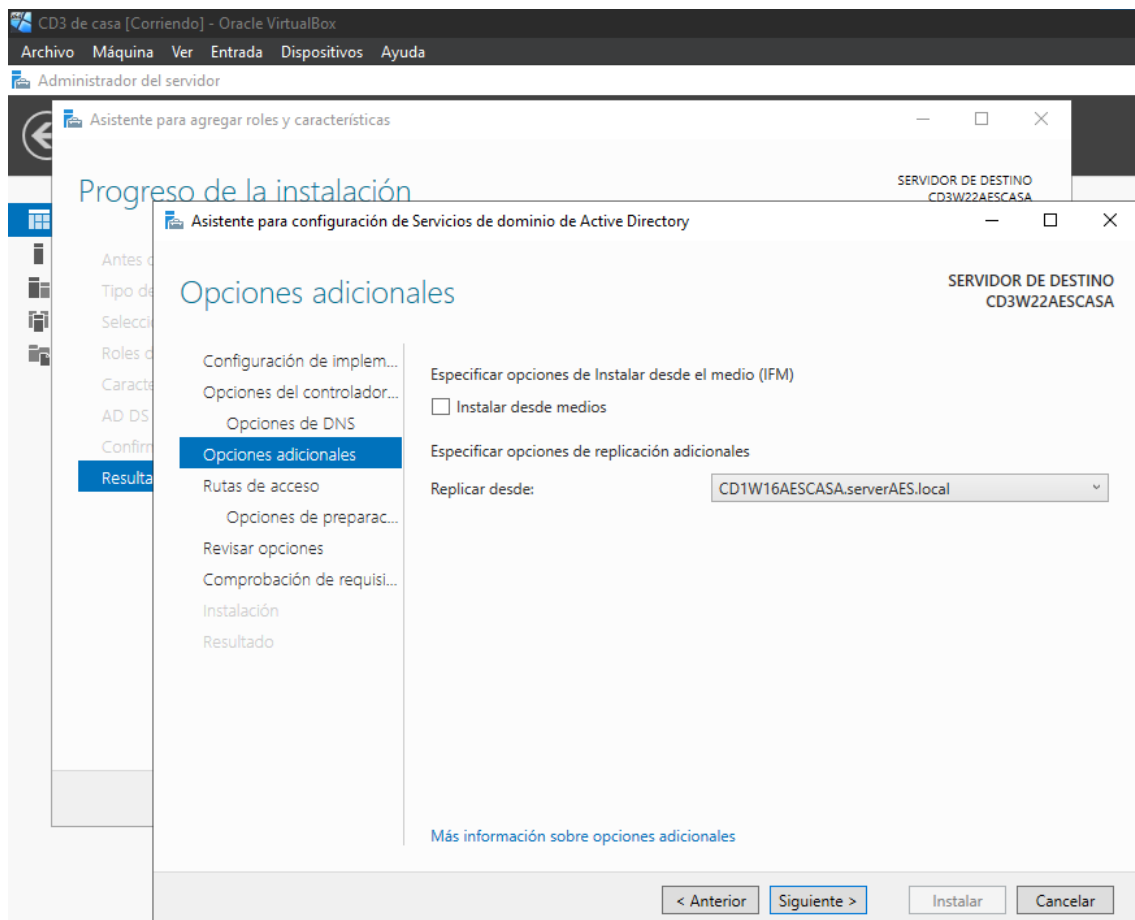 CD3 de casa [Corriendo] - Oracle VirtualBox
Archivo Máquina Ver Entrada Dispositivos Ayuda
Administrador del servidor
Asistente para agregar roles y características
Progreso de la instalación
SERVIDOR DE DESTINO
CD3W22AESCASA
Antes
Tipo de
Selecci
Roles d
Caracte
AD DS
Confirm
Resulta
Asistente para configuración de Servicios de dominio de Active Directory
Opciones adicionales
SERVIDOR DE DESTINO
CD3W22AESCASA
Configuración de implem...
Opciones del controlador...
Opciones de DNS
Opciones adicionales
Rutas de acceso
Opciones de preparac...
Revisar opciones
Comprobación de requisi...
Instalación
Resultado
Especificar opciones de Instalar desde el medio (IFM)
Instalar desde medios
Especificar opciones de replicación adicionales
Replicar desde: CD1W16AESCASA.serverAES.local
Más información sobre opciones adicionales
< Anterior Siguiente > Instalar Cancelar